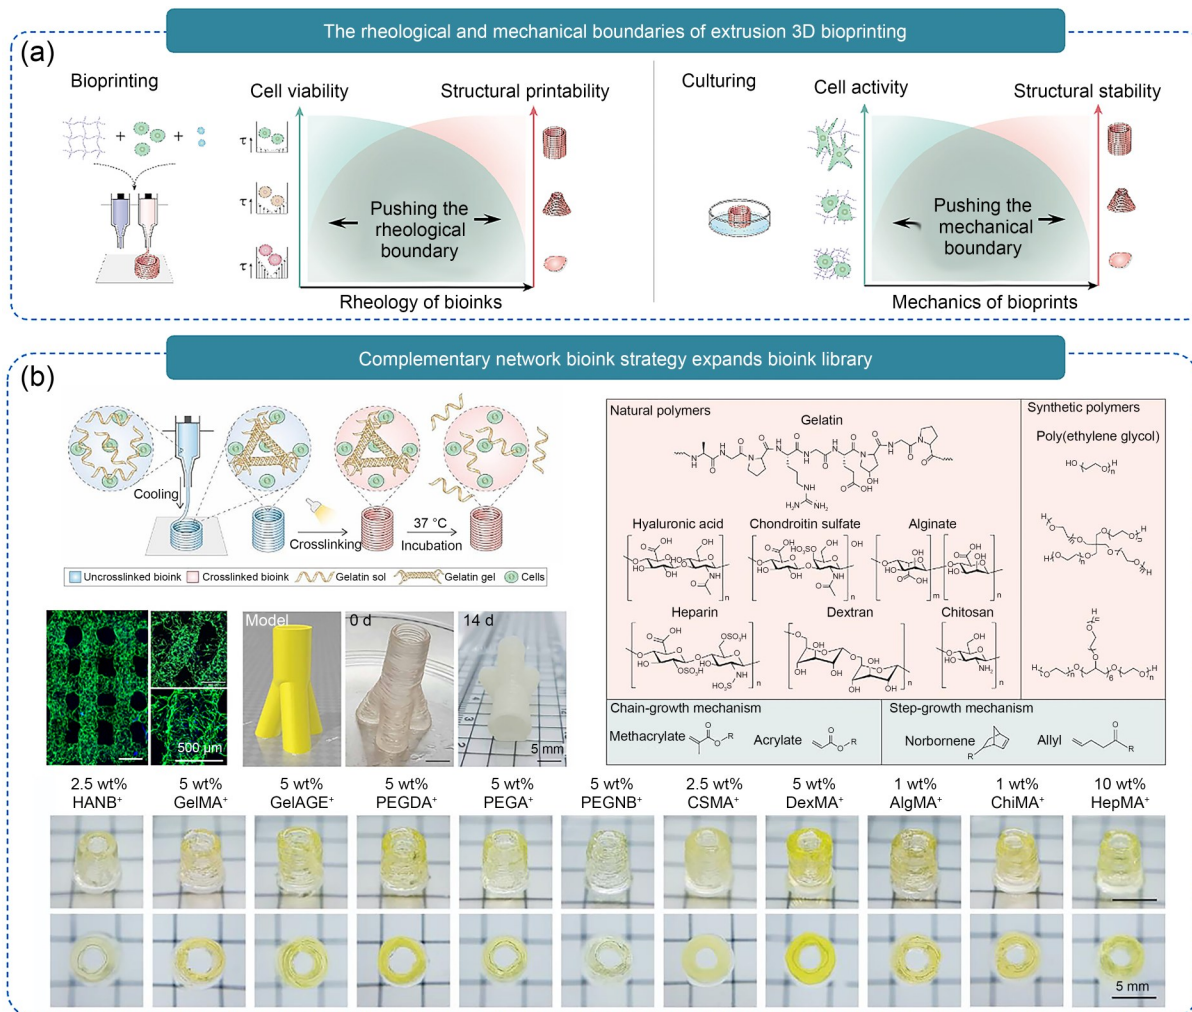 The rheological and mechanical boundaries of extrusion 3D bioprinting
(a)
Bioprinting
Cell viability
Structural printability
τ
τ
τ
Pushing the
rheological
boundary
Rheology of bioinks
Culturing
Cell activity
Structural stability
Pushing the
mechanical
boundary
Mechanics of bioprints
Complementary network bioink strategy expands bioink library
(b)
Cooling
Crosslinking
37 °C
Incubation
Uncrosslinked bioink
Crosslinked bioink
Gelatin sol
Gelatin gel
Cells
500 μm
Model
0 d
14 d
5 mm
Natural polymers
Gelatin
Hyaluronic acid
Chondroitin sulfate
Alginate
Heparin
Dextran
Chitosan
Synthetic polymers
Poly(ethylene glycol)
Chain-growth mechanism
Methacrylate
Acrylate
Step-growth mechanism
Norbornene
Allyl
2.5 wt%
HANB⁺
5 wt%
GelMA⁺
5 wt%
GelAGE⁺
5 wt%
PEGDA⁺
5 wt%
PEGA⁺
5 wt%
PEGNB⁺
2.5 wt%
CSMA⁺
5 wt%
DexMA⁺
1 wt%
AlgMA⁺
1 wt%
ChiMA⁺
10 wt%
HepMA⁺
5 mm